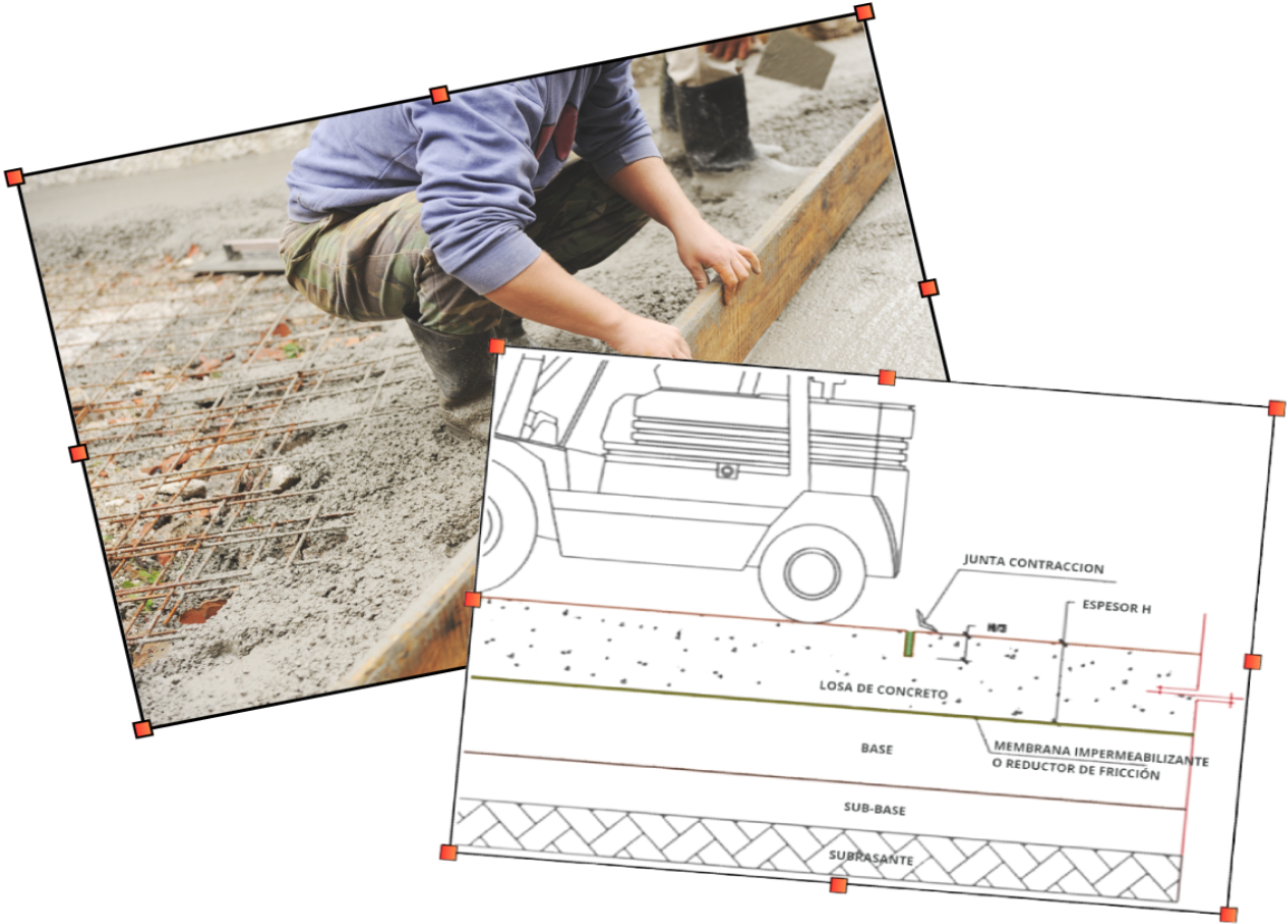 JUNTA CONTRACCION
ESPESOR H
H/3
LOSA DE CONCRETO
BASE
MEMBRANA IMPERMEABILIZANTE
O REDUCTOR DE FRICCIÓN
SUB-BASE
SUBRASANTE